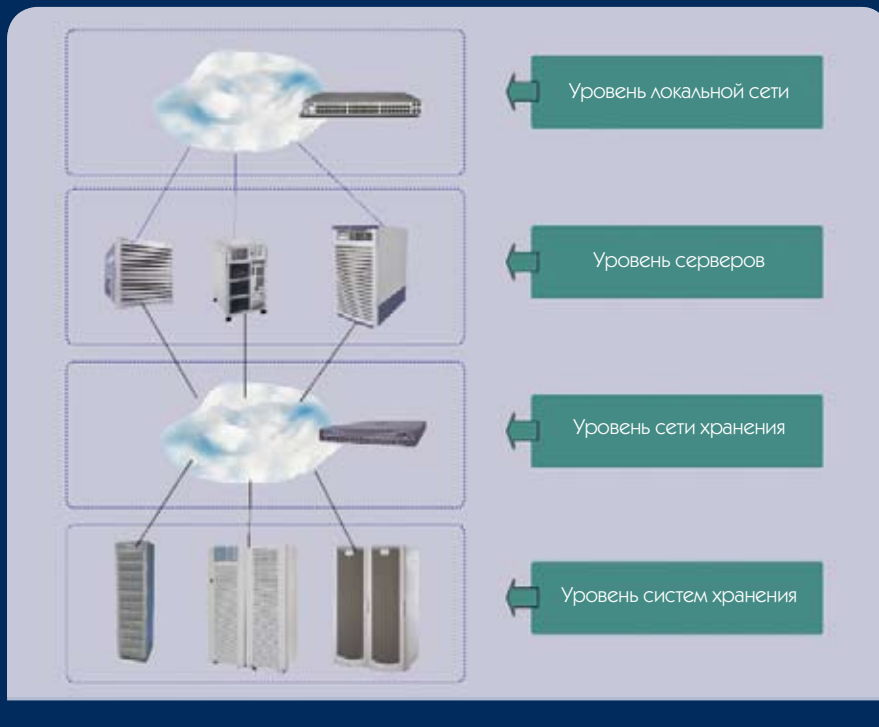 Уровень локальной сети
Уровень серверов
Уровень сети хранения
Уровень систем хранения